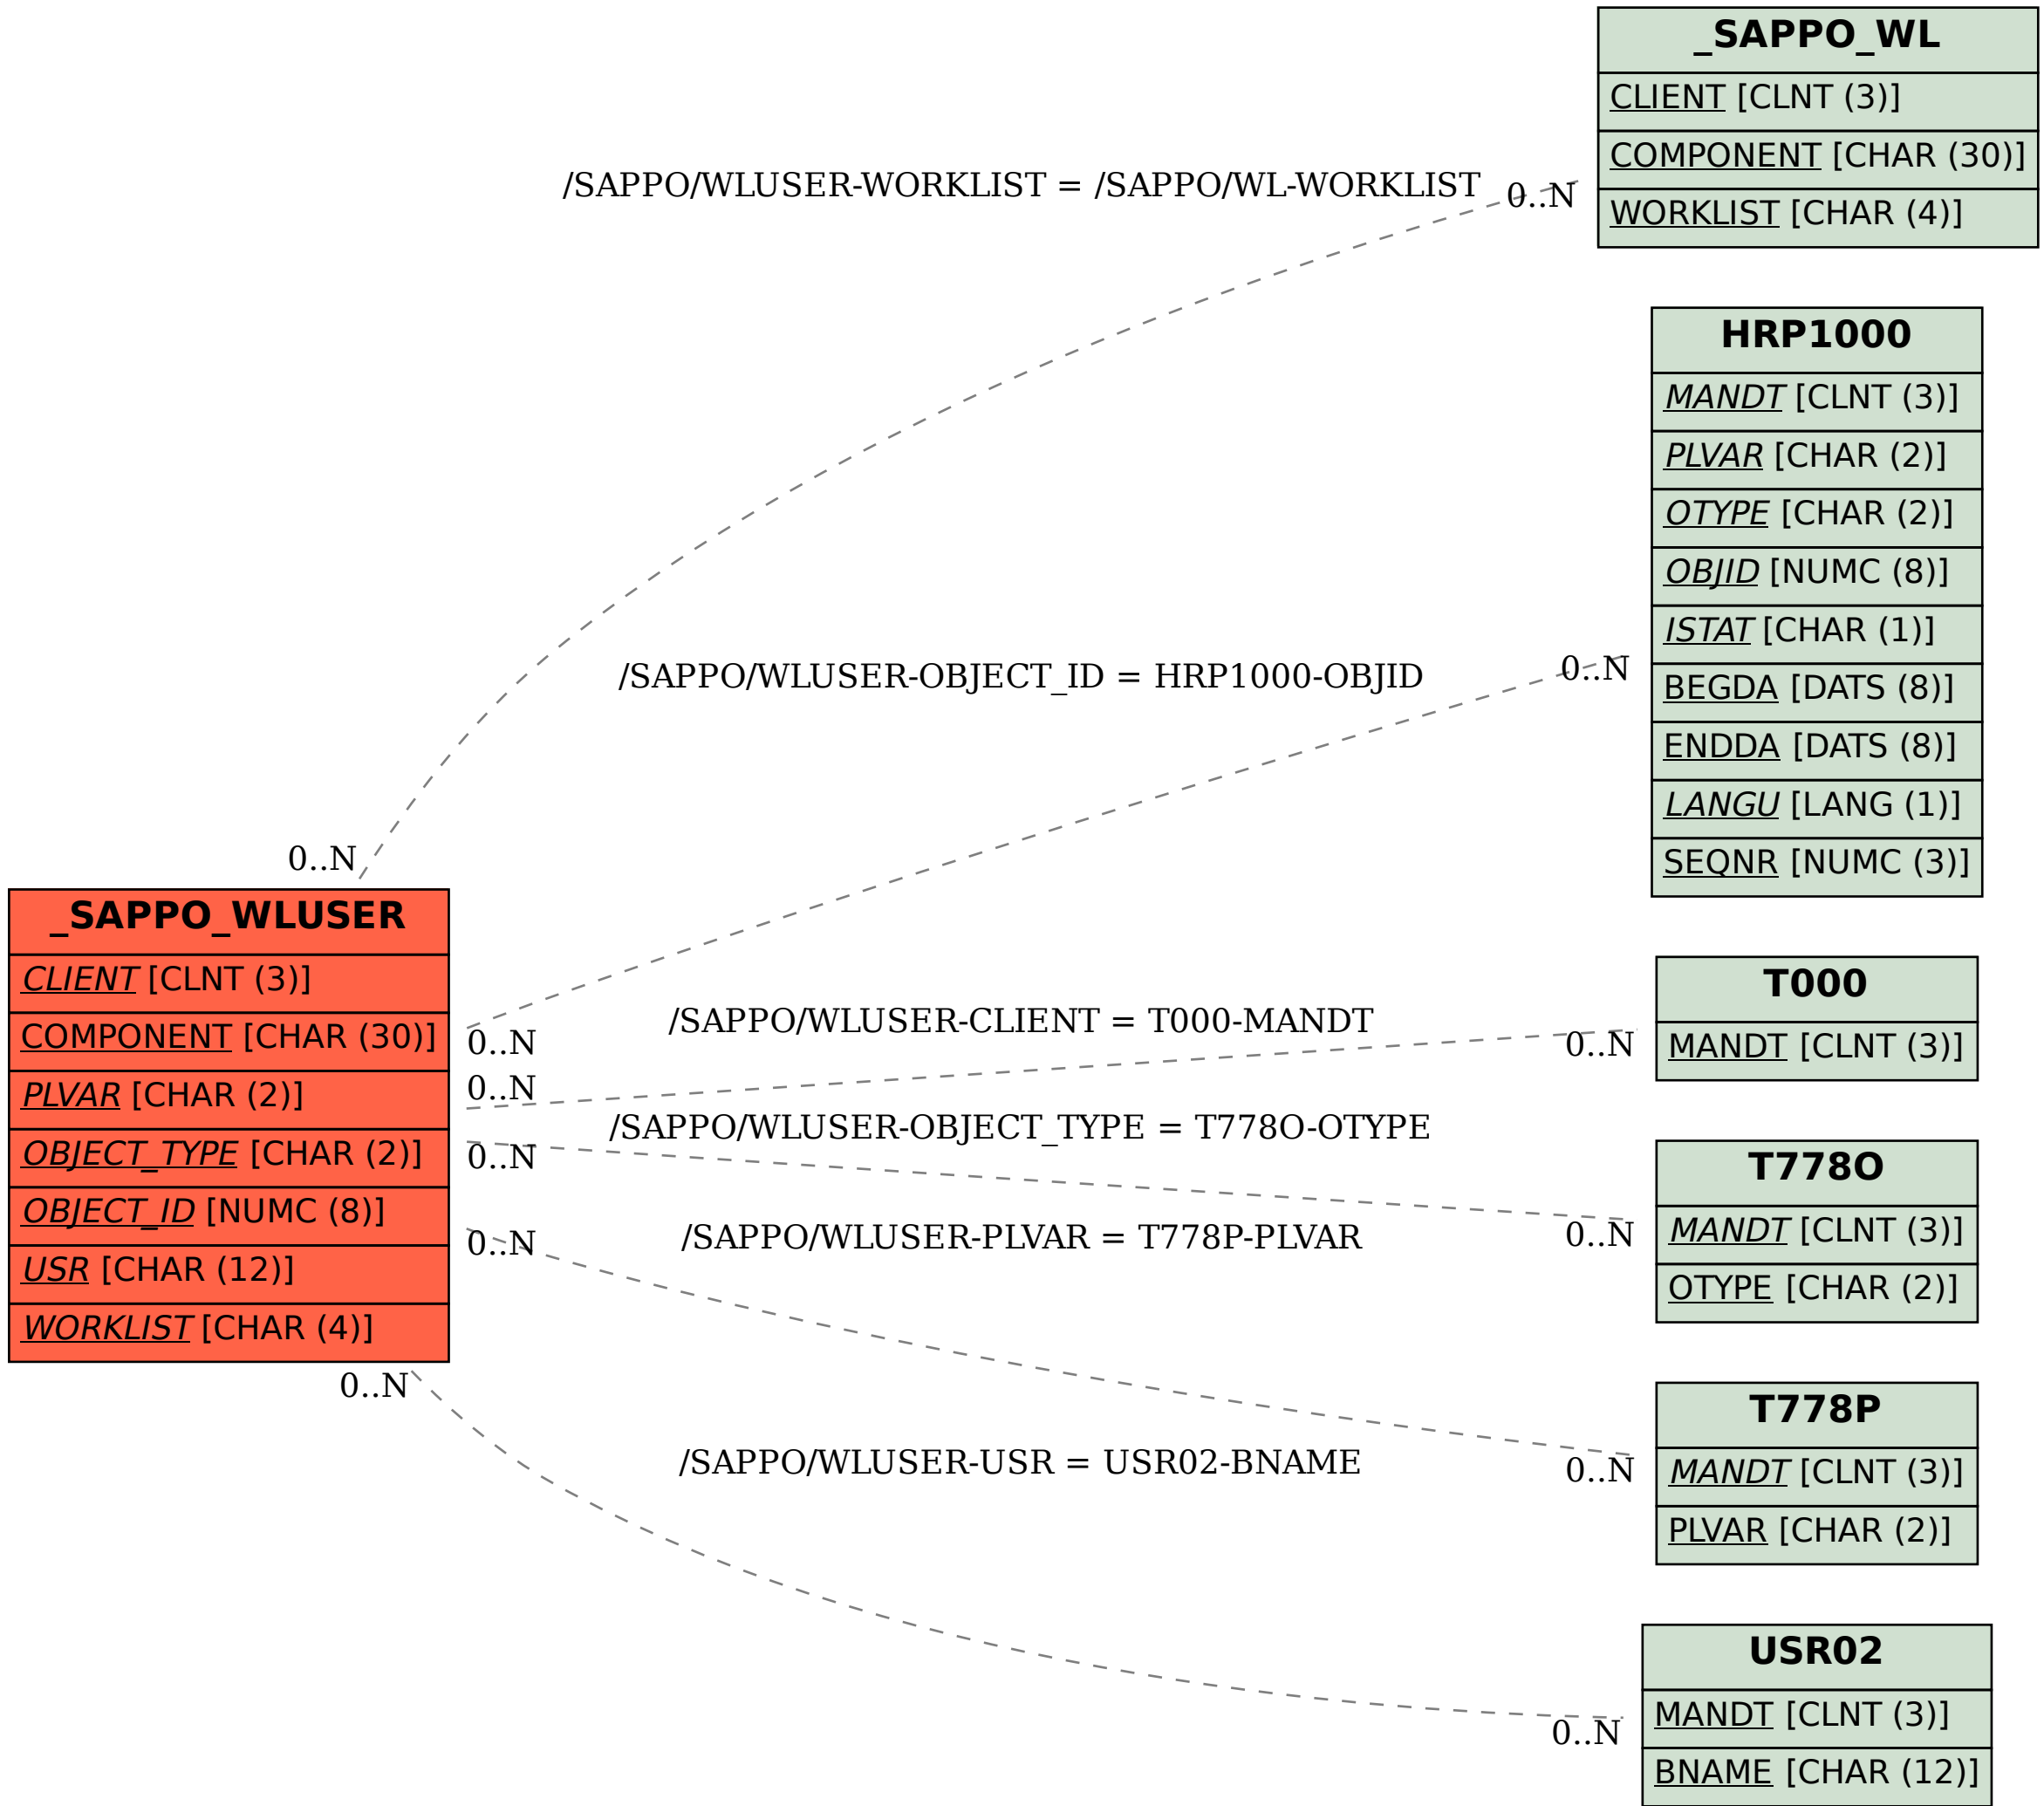 _SAPPO_WL
CLIENT [CLNT (3)]
COMPONENT [CHAR (30)]
WORKLIST [CHAR (4)]
/SAPPO/WLUSER-WORKLIST = /SAPPO/WL-WORKLIST
0..N
0..N
HRP1000
MANDT [CLNT (3)]
PLVAR [CHAR (2)]
OTYPE [CHAR (2)]
OBJID [NUMC (8)]
ISTAT [CHAR (1)]
BEGDA [DATS (8)]
ENDDA [DATS (8)]
LANGU [LANG (1)]
SEQNR [NUMC (3)]
/SAPPO/WLUSER-OBJECT_ID = HRP1000-OBJID
0..N
0..N
_SAPPO_WLUSER
CLIENT [CLNT (3)]
COMPONENT [CHAR (30)]
PLVAR [CHAR (2)]
OBJECT_TYPE [CHAR (2)]
OBJECT_ID [NUMC (8)]
USR [CHAR (12)]
WORKLIST [CHAR (4)]
/SAPPO/WLUSER-CLIENT = T000-MANDT
0..N
0..N
T000
MANDT [CLNT (3)]
/SAPPO/WLUSER-OBJECT_TYPE = T778O-OTYPE
0..N
0..N
T778O
MANDT [CLNT (3)]
OTYPE [CHAR (2)]
/SAPPO/WLUSER-PLVAR = T778P-PLVAR
0..N
0..N
T778P
MANDT [CLNT (3)]
PLVAR [CHAR (2)]
/SAPPO/WLUSER-USR = USR02-BNAME
0..N
0..N
USR02
MANDT [CLNT (3)]
BNAME [CHAR (12)]